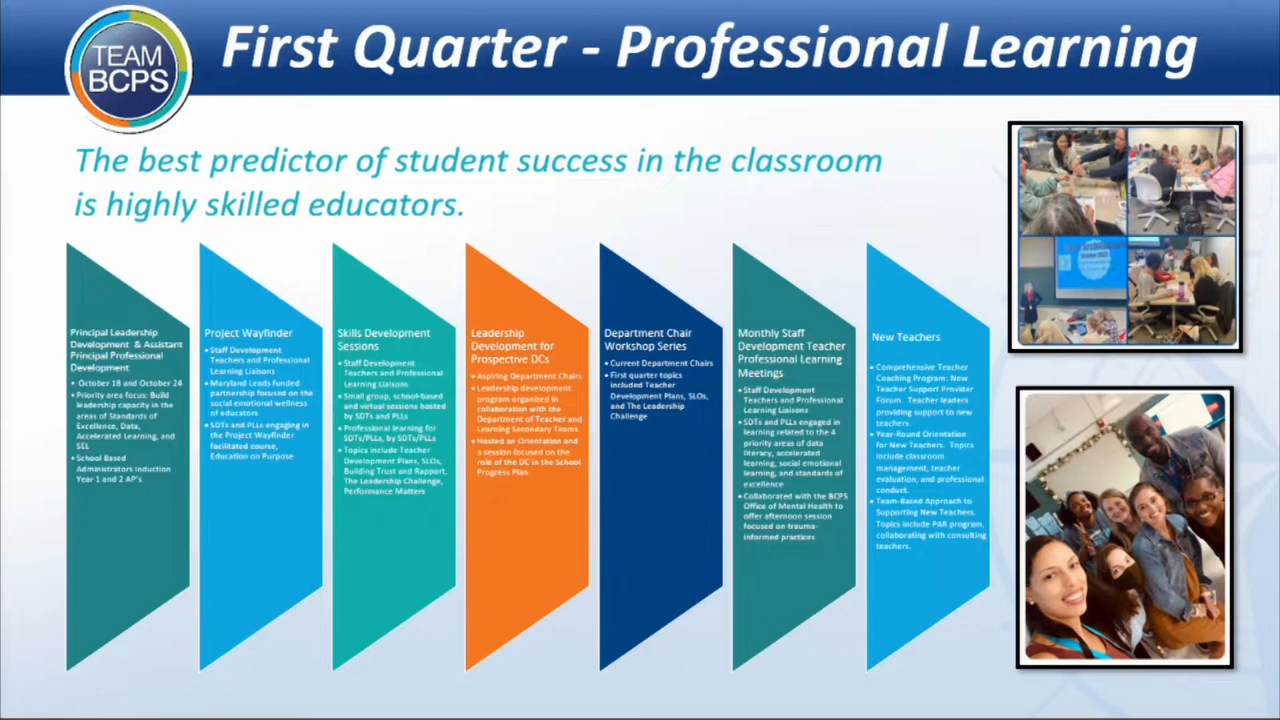 TEAM
BCPS
First Quarter - Professional Learning
The best predictor of student success in the classroom
is highly skilled educators.
Principal Leadership
Development & Assistant
Principal Professional
Development
• October 18 and October 24
• Priority area focus: Build
leadership capacity in the
areas of Standards of
Excellence, Data,
Accelerated Learning, and
SEL
• School Based
Administrators Induction
Year 1 and 2 AP's
Project Wayfinder
• Staff Development
Teachers and Professional
Learning Liaisons
• Maryland Leads funded
partnership focused on the
social emotional wellness
of educators
• SDTs and PLLs engaging in
the Project Wayfinder
facilitated course,
Education on Purpose
Skills Development
Sessions
• Staff Development
Teachers and Professional
Learning Liaisons
• Small group, school-based
and virtual sessions hosted
by SDTs and PLLs
• Professional learning for
SDTs/PLLs, by SDTs/PLLs
• Topics include Teacher
Development Plans, SLOs,
Building Trust and Rapport,
The Leadership Challenge,
Performance Matters
Leadership
Development for
Prospective DCs
• Aspiring Department Chairs
• Leadership development
program organized in
collaboration with the
Department of Teacher and
Learning Secondary Teams
• Hosted an Orientation and
a session focused on the
role of the DC in the School
Progress Plan
Department Chair
Workshop Series
• Current Department Chairs
• First quarter topics
included Teacher
Development Plans, SLOs,
and The Leadership
Challenge
Monthly Staff
Development Teacher
Professional Learning
Meetings
• Staff Development
Teachers and Professional
Learning Liaisons
• SDTs and PLLs engaged in
learning related to the 4
priority areas of data
literacy, accelerated
learning, social emotional
learning, and standards of
excellence
• Collaborated with the BCPS
Office of Mental Health to
offer afternoon session
focused on trauma-
informed practices
New Teachers
• Comprehensive Teacher
Coaching Program: New
Teacher Support Provider
Forum. Teacher leaders
providing support to new
teachers.
• Year-Round Orientation
for New Teachers. Topics
include classroom
management, teacher
evaluation, and professional
conduct.
• Team-Based Approach to
Supporting New Teachers.
Topics include PAR program,
collaborating with consulting
teachers.